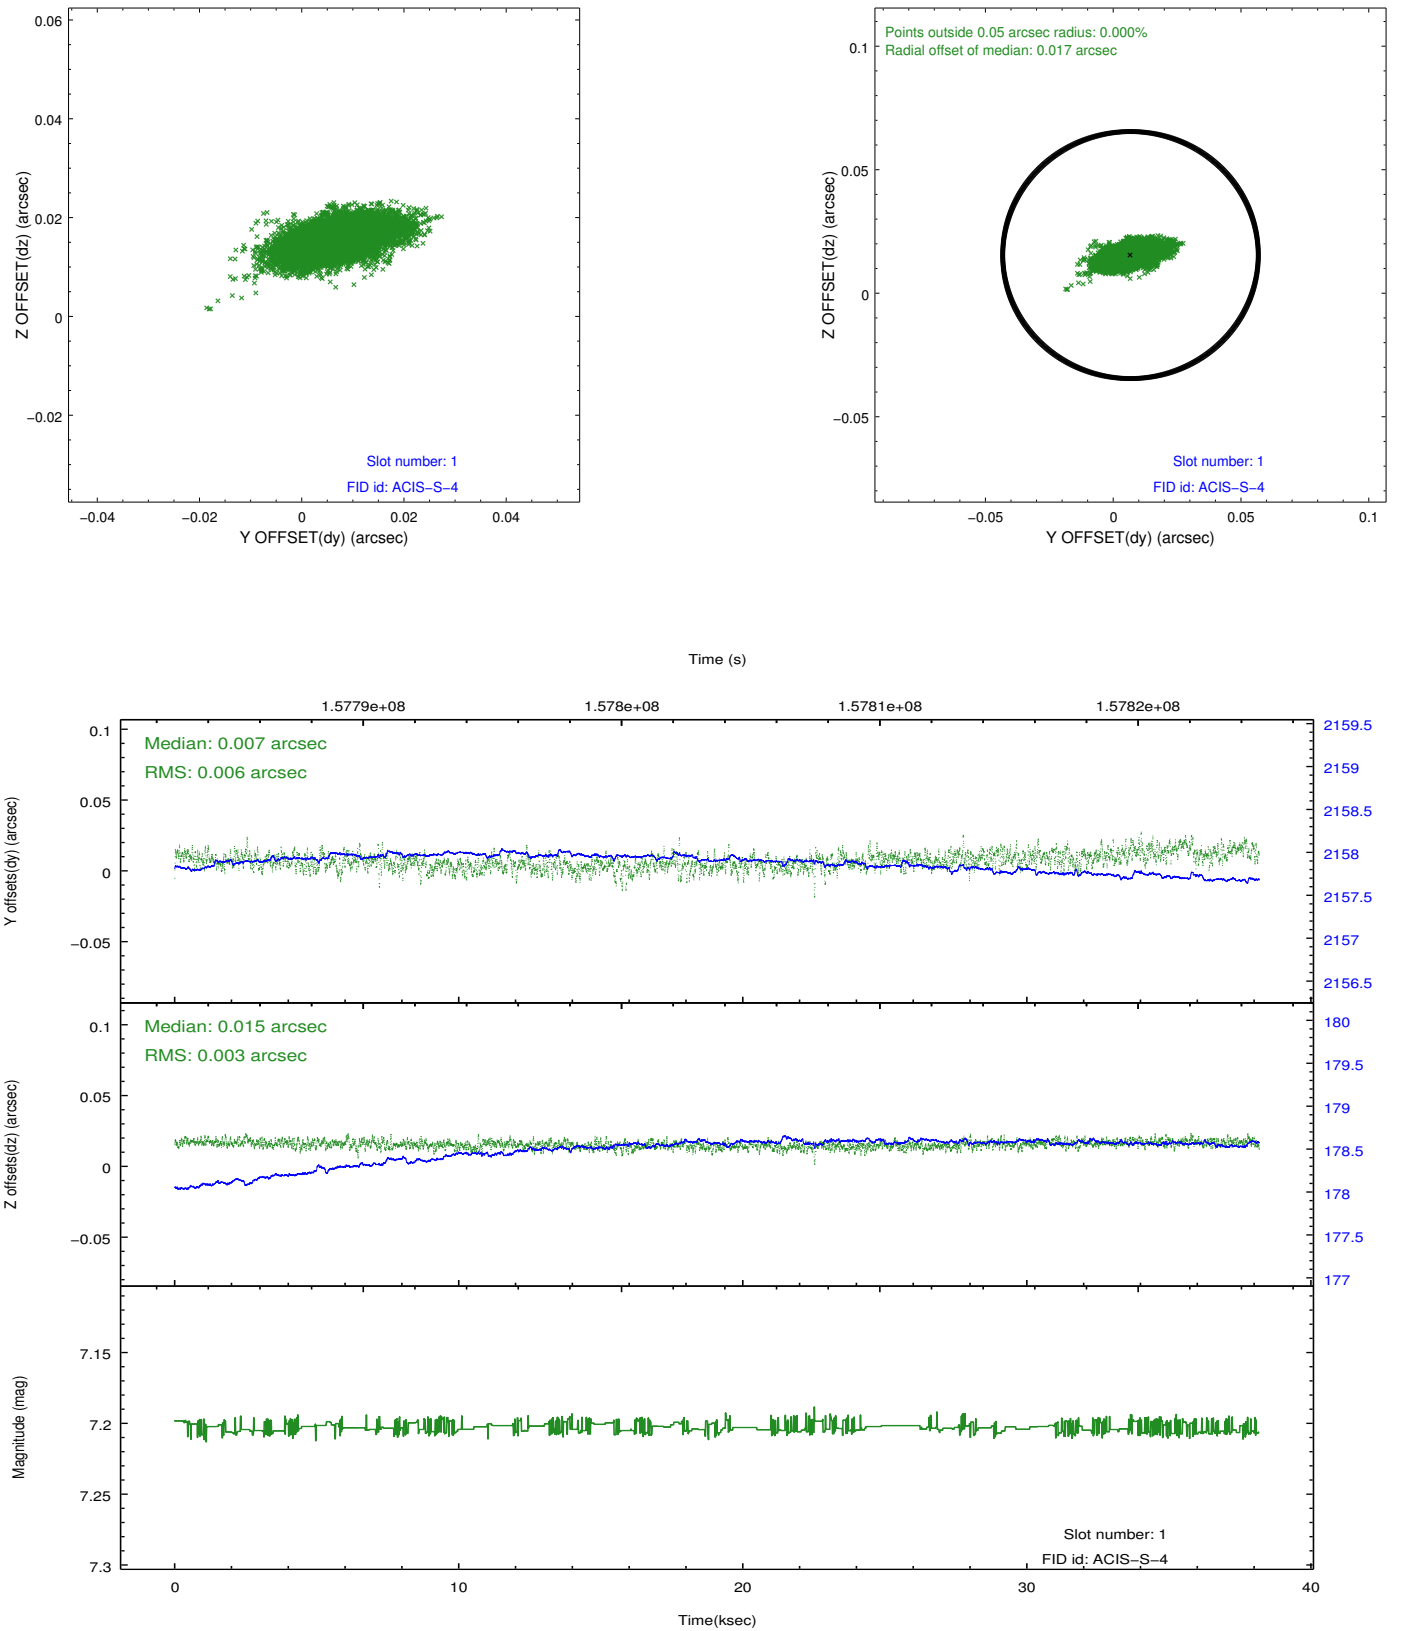 0.06
0.04
0.02
0
−0.02
Z OFFSET(dz) (arcsec)
Slot number: 1
FID id: ACIS−S−4
−0.04 −0.02 0 0.02 0.04
Y OFFSET(dy) (arcsec)
Points outside 0.05 arcsec radius: 0.000%
Radial offset of median: 0.017 arcsec
0.1
0.05
0
−0.05
Z OFFSET(dz) (arcsec)
Slot number: 1
FID id: ACIS−S−4
−0.05 0 0.05 0.1
Y OFFSET(dy) (arcsec)
Time (s)
1.5779e+08 1.578e+08 1.5781e+08 1.5782e+08
Median: 0.007 arcsec
RMS: 0.006 arcsec
0.1
0.05
0
−0.05
Y offsets(dy) (arcsec)
2159.5
2159
2158.5
2158
2157.5
2157
2156.5
Median: 0.015 arcsec
RMS: 0.003 arcsec
0.1
0.05
0
−0.05
Z offsets(dz) (arcsec)
180
179.5
179
178.5
178
177.5
177
7.15
7.2
7.25
7.3
Magnitude (mag)
Slot number: 1
FID id: ACIS−S−4
0 10 20 30 40
Time(ksec)